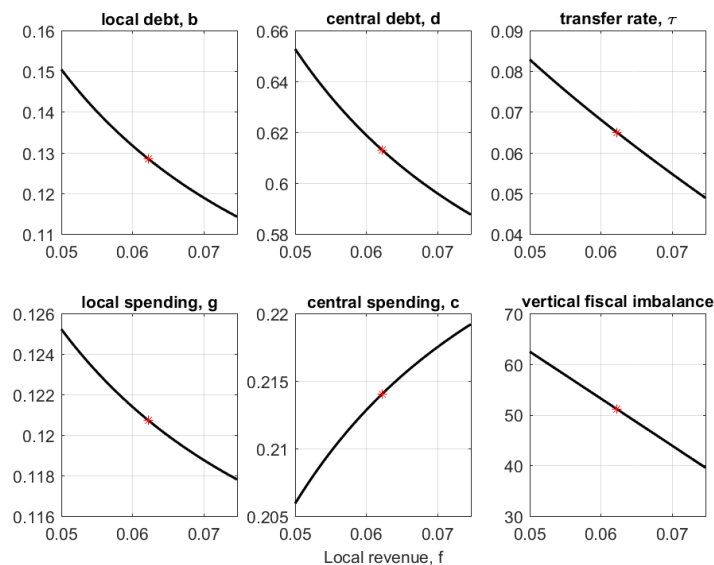 local debt, b
0.16
0.15
0.14
0.13
0.12
0.11
0.05 0.06 0.07
central debt, d
0.66
0.64
0.62
0.6
0.58
0.05 0.06 0.07
transfer rate, τ
0.09
0.08
0.07
0.06
0.05
0.04
0.05 0.06 0.07
local spending, g
0.126
0.124
0.122
0.12
0.118
0.116
0.05 0.06 0.07
central spending, c
0.22
0.215
0.21
0.205
0.05 0.06 0.07
Local revenue, f
vertical fiscal imbalance
70
60
50
40
30
0.05 0.06 0.07